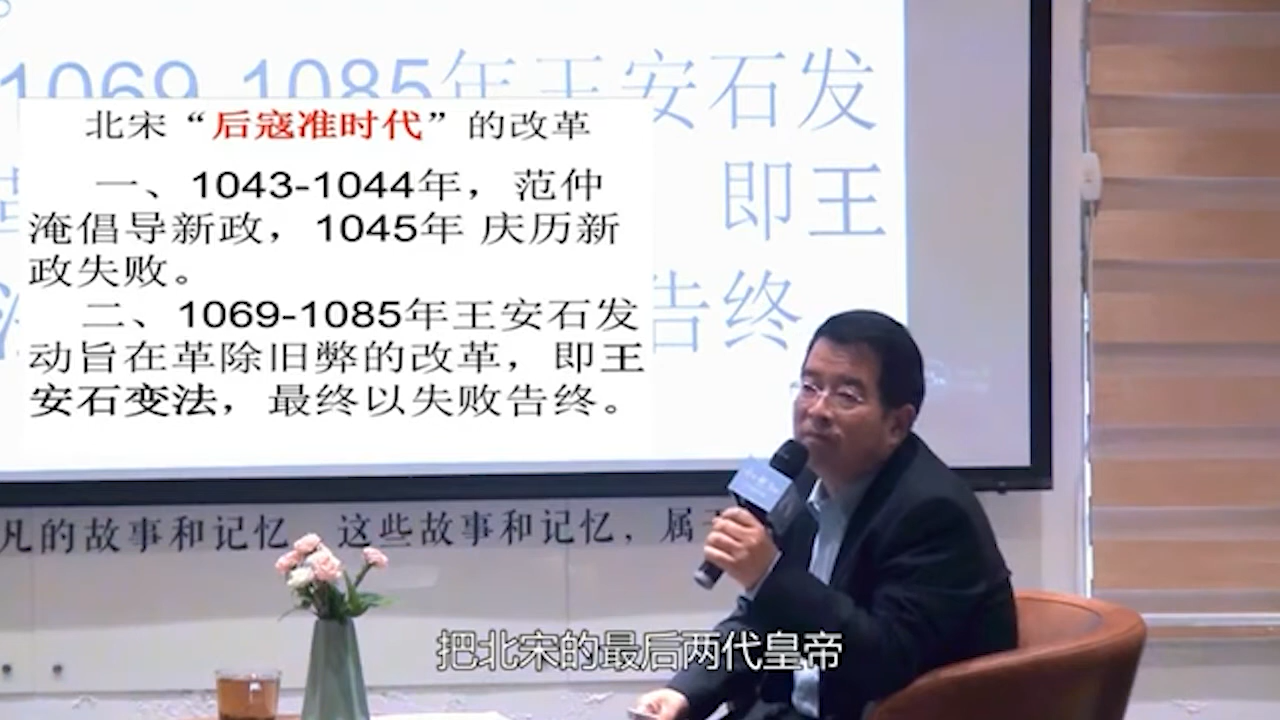 1069-1085年王安石发
北宋“后寇准时代”的改革
一、1043-1044年，范仲
淹倡导新政，1045年 庆历新
政失败。
二、1069-1085年王安石发
动旨在革除旧弊的改革，即王
安石变法，最终以失败告终。
即王
告终
凡的故事和记忆，这些故事和记忆，属于
把北宋的最后两代皇帝